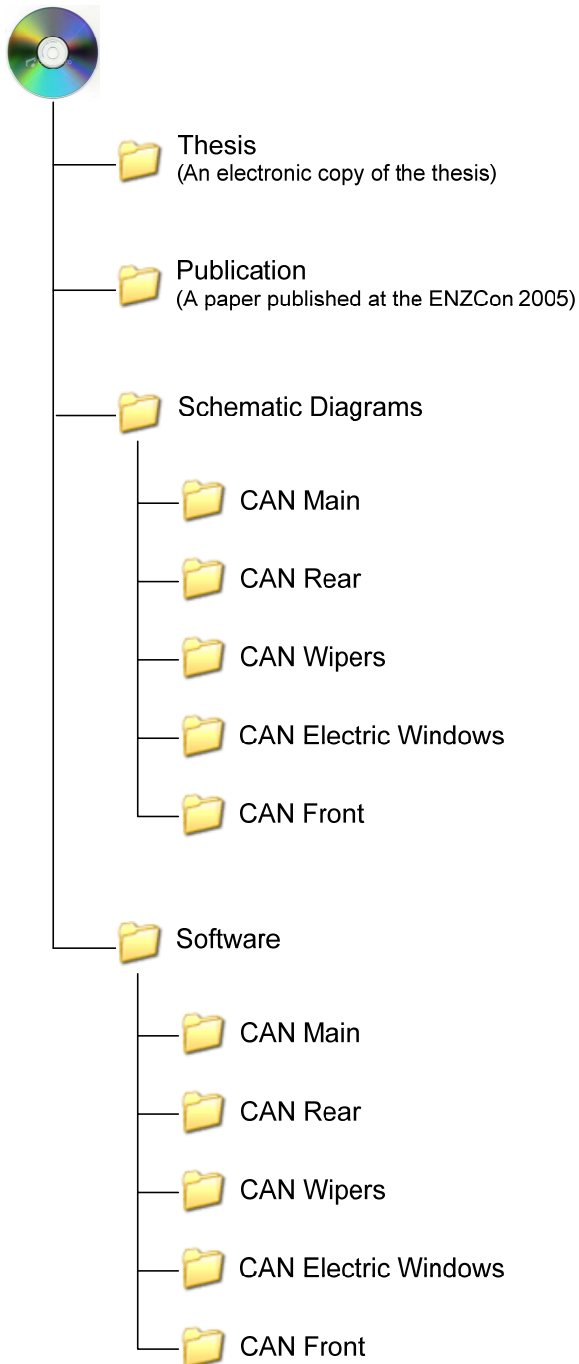 Thesis
(An electronic copy of the thesis)
Publication
(A paper published at the ENZCon 2005)
Schematic Diagrams
CAN Main
CAN Rear
CAN Wipers
CAN Electric Windows
CAN Front
Software
CAN Main
CAN Rear
CAN Wipers
CAN Electric Windows
CAN Front